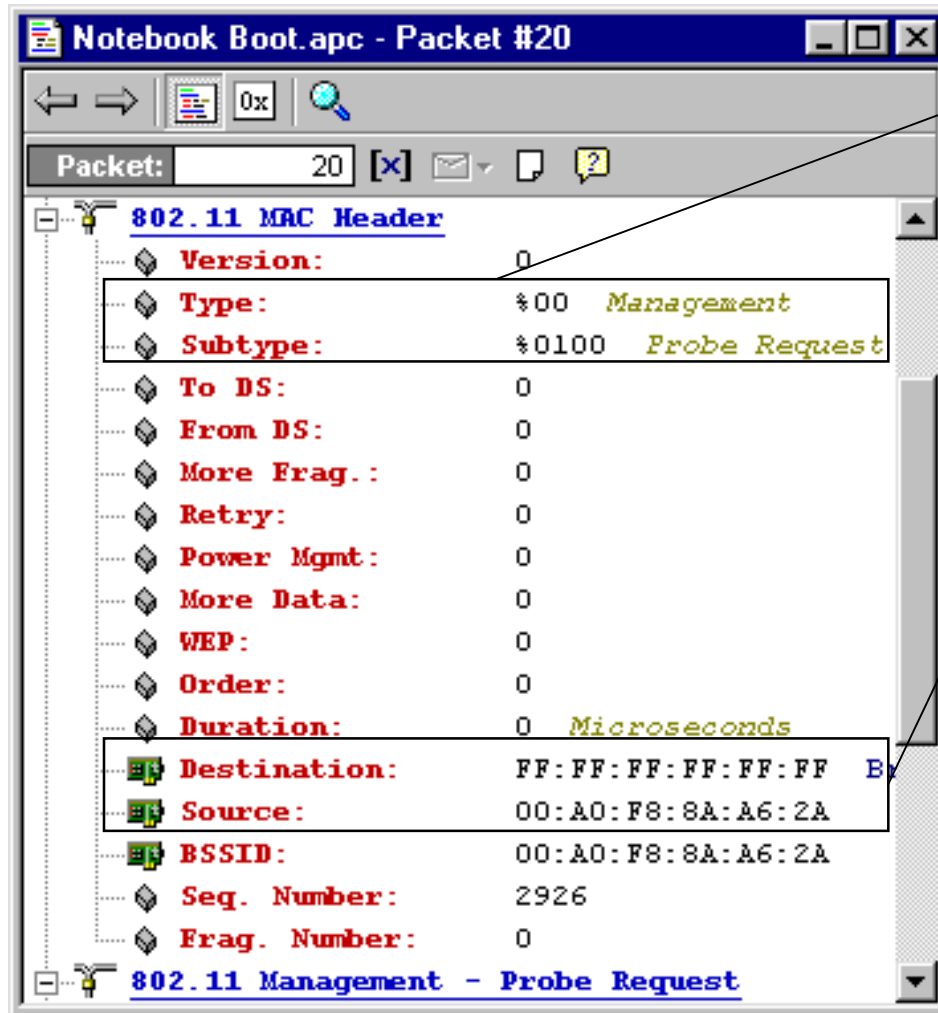 Notebook Boot.apc - Packet #20
0x
Packet: 20 [x] ?
802.11 MAC Header
Version: 0
Type: %00 Management
Subtype: %0100 Probe Request
To DS: 0
From DS: 0
More Frag.: 0
Retry: 0
Power Mgmt: 0
More Data: 0
WEP: 0
Order: 0
Duration: 0 Microseconds
Destination: FF:FF:FF:FF:FF:FF Br
Source: 00:A0:F8:8A:A6:2A
BSSID: 00:A0:F8:8A:A6:2A
Seq. Number: 2926
Frag. Number: 0
802.11 Management - Probe Request